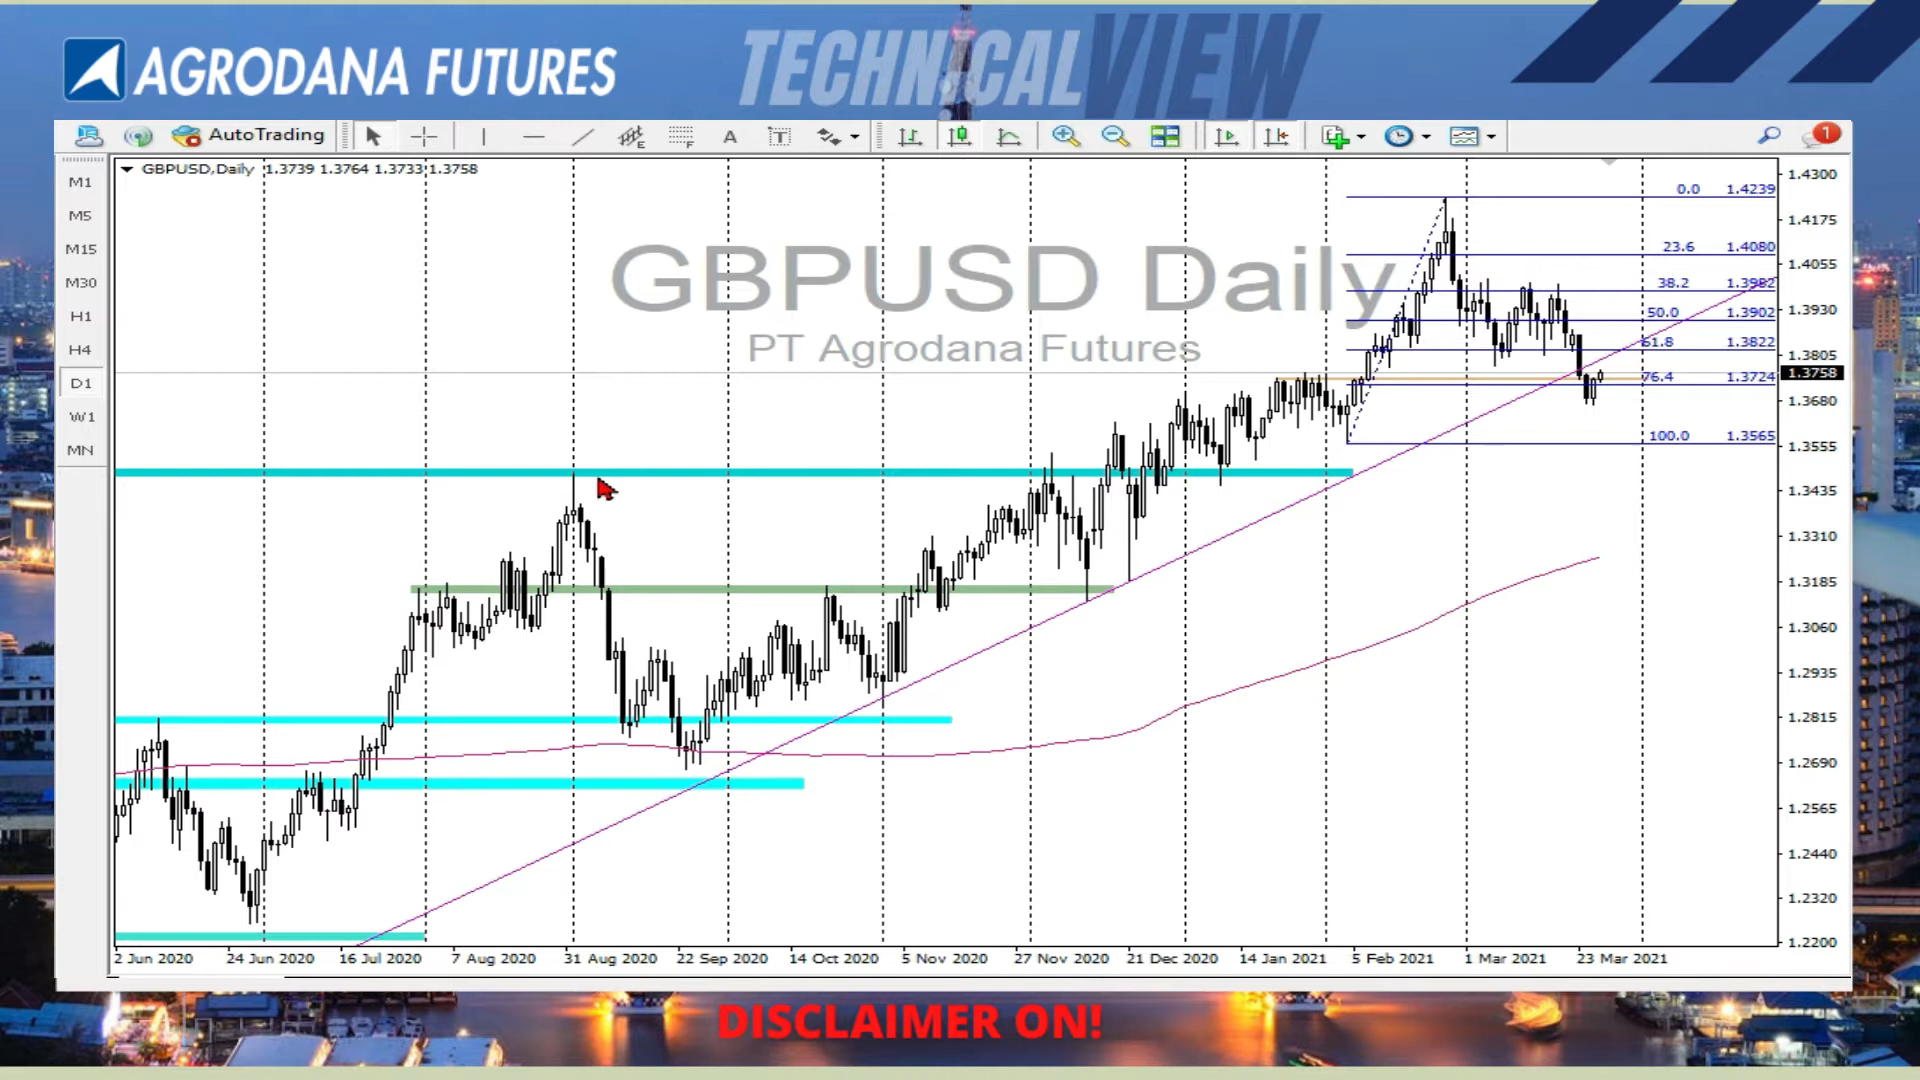 AGRODANA FUTURES
TECHNICAL VIEW
AutoTrading
A
T
1
M1
M5
M15
M30
H1
H4
D1
W1
MN
GBPUSD,Daily 1.3739 1.3764 1.3733 1.3758
GBPUSD Daily
PT Agrodana Futures
0.0 1.4239
23.6 1.4080
38.2 1.3982
50.0 1.3902
61.8 1.3822
76.4 1.3724
100.0 1.3565
1.4300
1.4175
1.4055
1.3930
1.3805
1.3758
1.3680
1.3555
1.3435
1.3310
1.3185
1.3060
1.2935
1.2815
1.2690
1.2565
1.2440
1.2320
1.2200
2 Jun 2020 24 Jun 2020 16 Jul 2020 7 Aug 2020 31 Aug 2020 22 Sep 2020 14 Oct 2020 5 Nov 2020 27 Nov 2020 21 Dec 2020 14 Jan 2021 5 Feb 2021 1 Mar 2021 23 Mar 2021
DISCLAIMER ON!